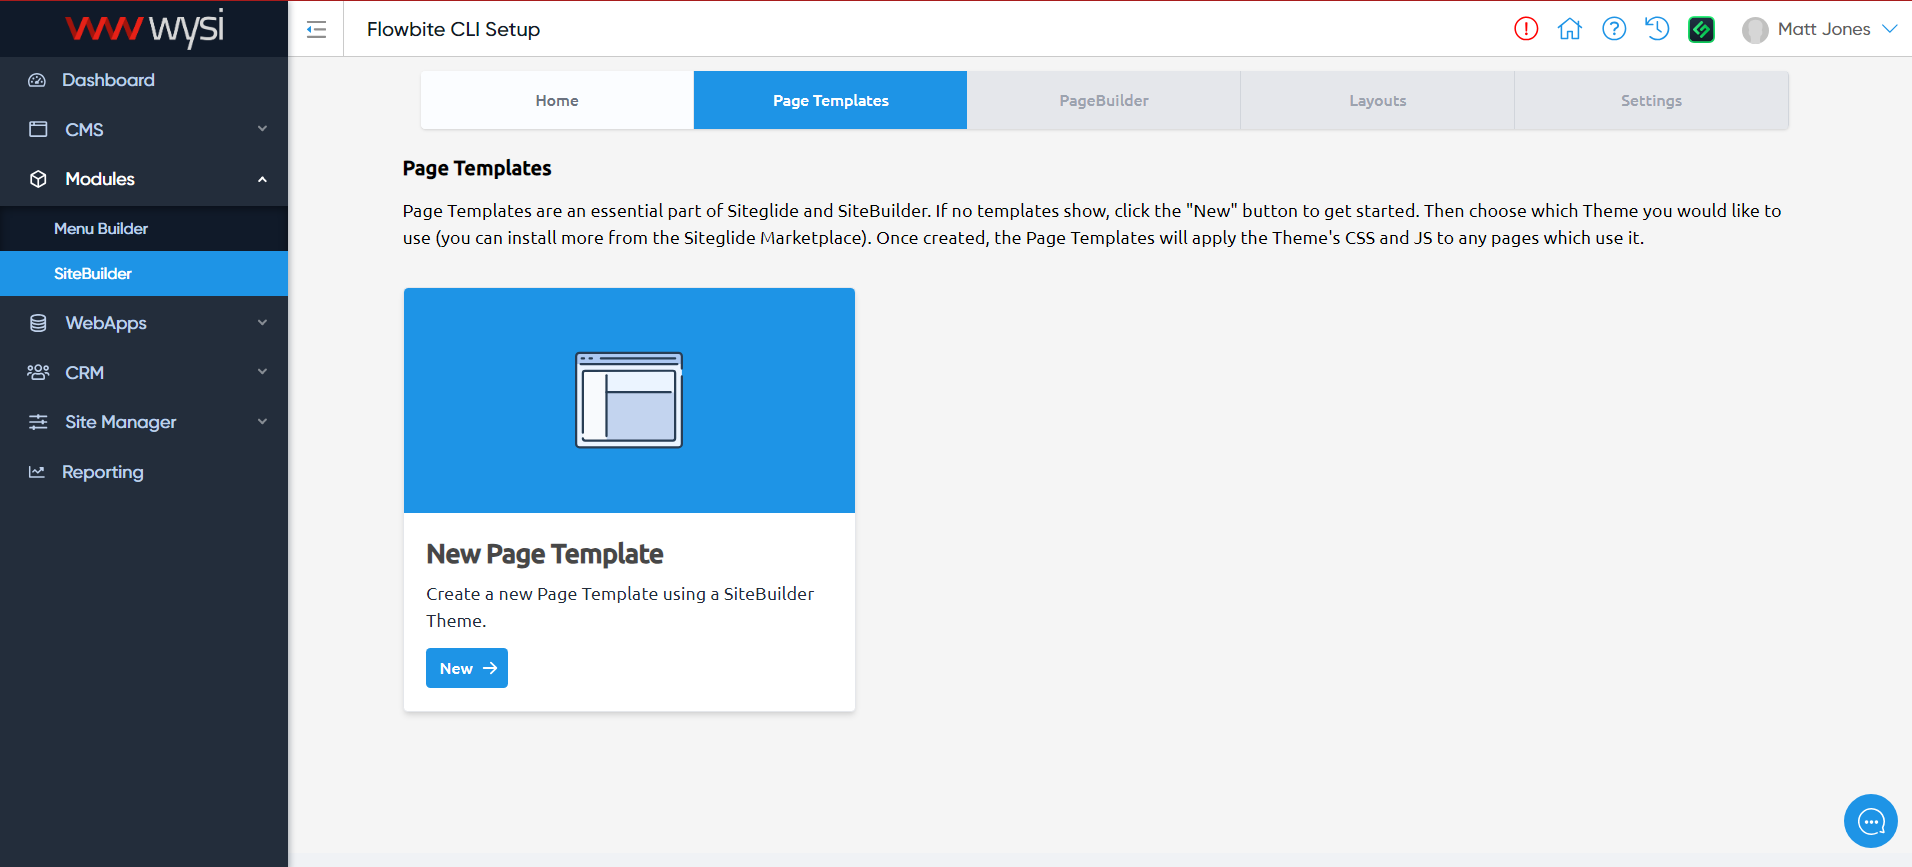 wysi
Flowbite CLI Setup
Matt Jones
Dashboard
CMS
Modules
Menu Builder
SiteBuilder
WebApps
CRM
Site Manager
Reporting
Home
Page Templates
PageBuilder
Layouts
Settings
Page Templates
Page Templates are an essential part of Siteglide and SiteBuilder. If no templates show, click the "New" button to get started. Then choose which Theme you would like to
use (you can install more from the Siteglide Marketplace). Once created, the Page Templates will apply the Theme's CSS and JS to any pages which use it.
New Page Template
Create a new Page Template using a SiteBuilder
Theme.
New